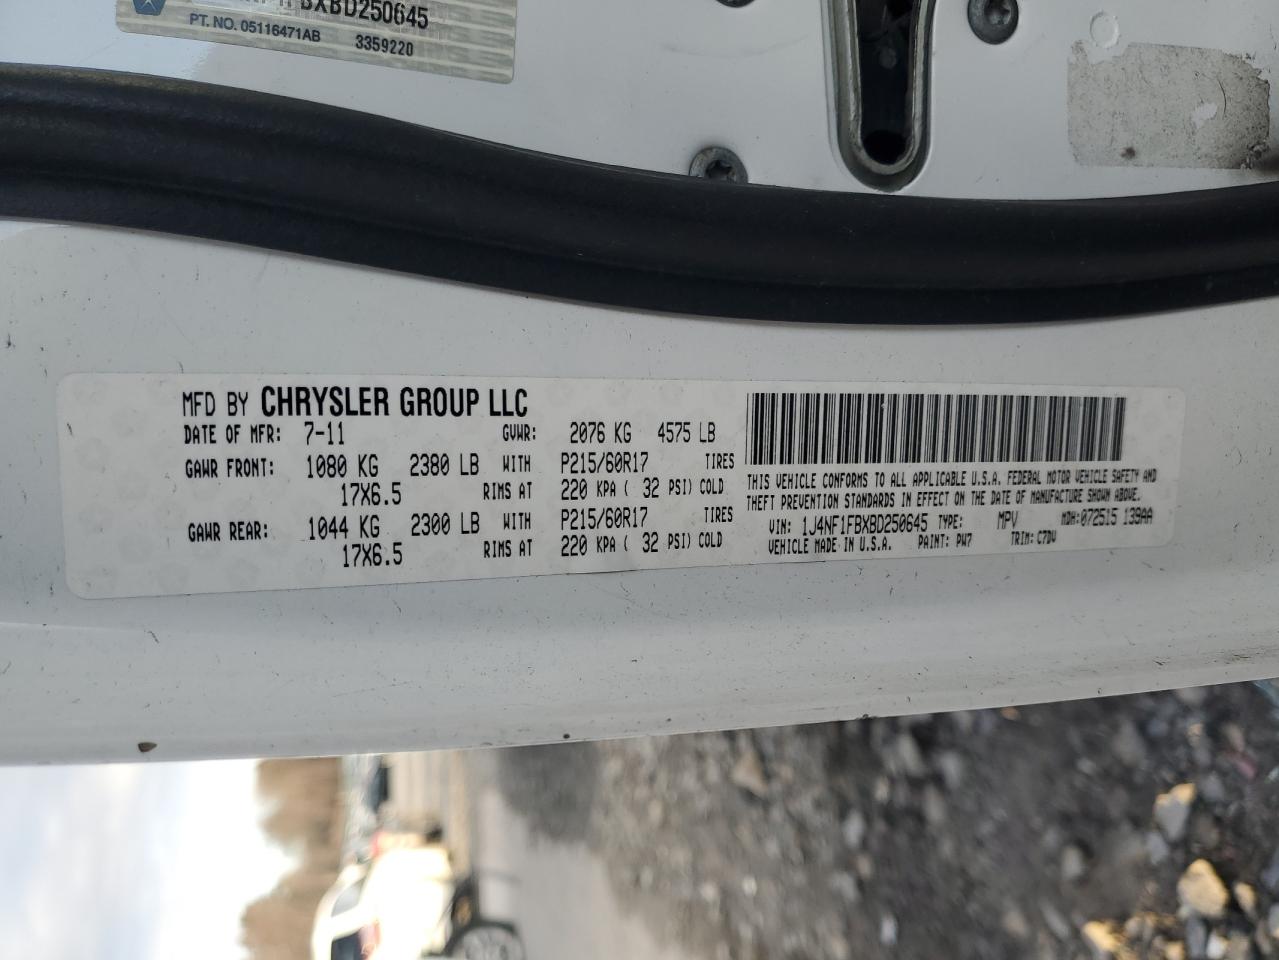 BXBD250645
PT. NO. 05116471AB 3359220
MFD BY CHRYSLER GROUP LLC
DATE OF MFR: 7-11 GVWR: 2076 KG 4575 LB
GAWR FRONT: 1080 KG 2380 LB WITH P215/60R17 TIRES
17X6.5 RIMS AT 220 KPA ( 32 PSI) COLD
GAWR REAR: 1044 KG 2300 LB WITH P215/60R17 TIRES
17X6.5 RIMS AT 220 KPA ( 32 PSI) COLD
THIS VEHICLE CONFORMS TO ALL APPLICABLE U.S.A. FEDERAL MOTOR VEHICLE SAFETY AND
THEFT PREVENTION STANDARDS IN EFFECT ON THE DATE OF MANUFACTURE SHOWN ABOVE.
VIN: 1J4NF1FBXBD250645 TYPE: MPV MDH: 072515 139AA
VEHICLE MADE IN U.S.A. PAINT: PW7 TRIM: C7DV